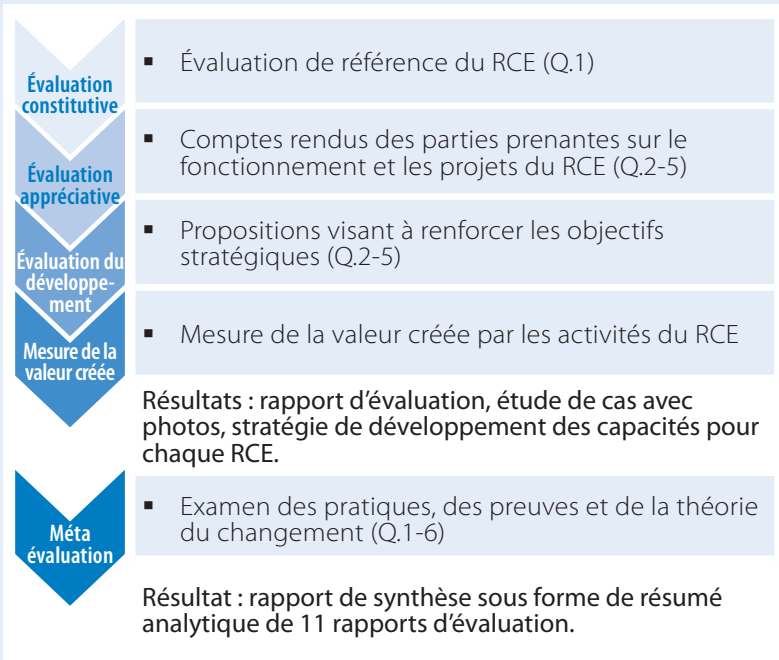 Évaluation
constitutive
▪ Évaluation de référence du RCE (Q.1)
Évaluation
appréciative
▪ Comptes rendus des parties prenantes sur le
fonctionnement et les projets du RCE (Q.2-5)
Évaluation du
développe-
ment
▪ Propositions visant à renforcer les objectifs
stratégiques (Q.2-5)
Mesure de la
valeur créée
▪ Mesure de la valeur créée par les activités du RCE
Résultats : rapport d’évaluation, étude de cas avec
photos, stratégie de développement des capacités pour
chaque RCE.
Méta
évaluation
▪ Examen des pratiques, des preuves et de la théorie
du changement (Q.1-6)
Résultat : rapport de synthèse sous forme de résumé
analytique de 11 rapports d’évaluation.